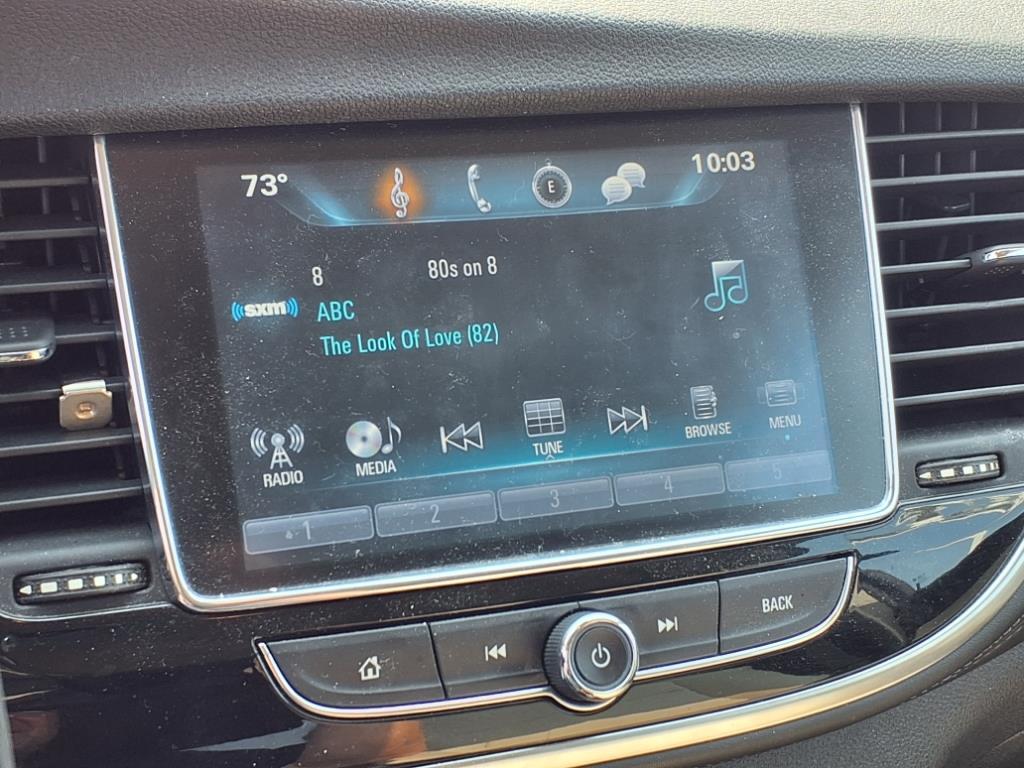 73°
E
10:03
8
80s on 8
sxm
ABC
The Look Of Love (82)
RADIO
MEDIA
TUNE
BROWSE
MENU
1
2
3
4
5
BACK